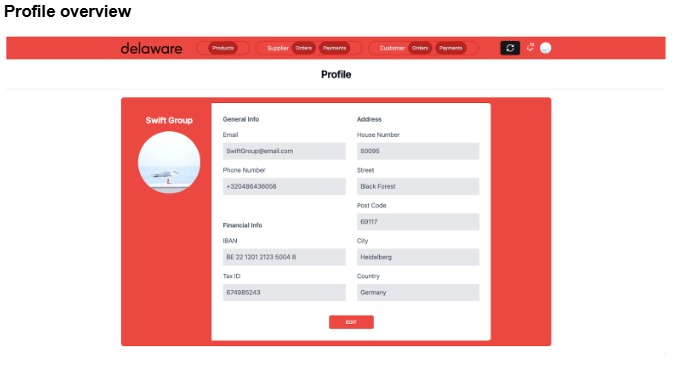 Profile overview
delaware Products Supplier Orders Payments Customer Orders Payments
Profile
Swift Group
General Info
Email
SwiftGroup@email.com
Phone Number
+320486436056
Financial Info
IBAN
BE 22 1201 2123 5004 8
Tax ID
674985243
Address
House Number
50095
Street
Black Forest
Post Code
69117
City
Heidelberg
Country
Germany
EDIT